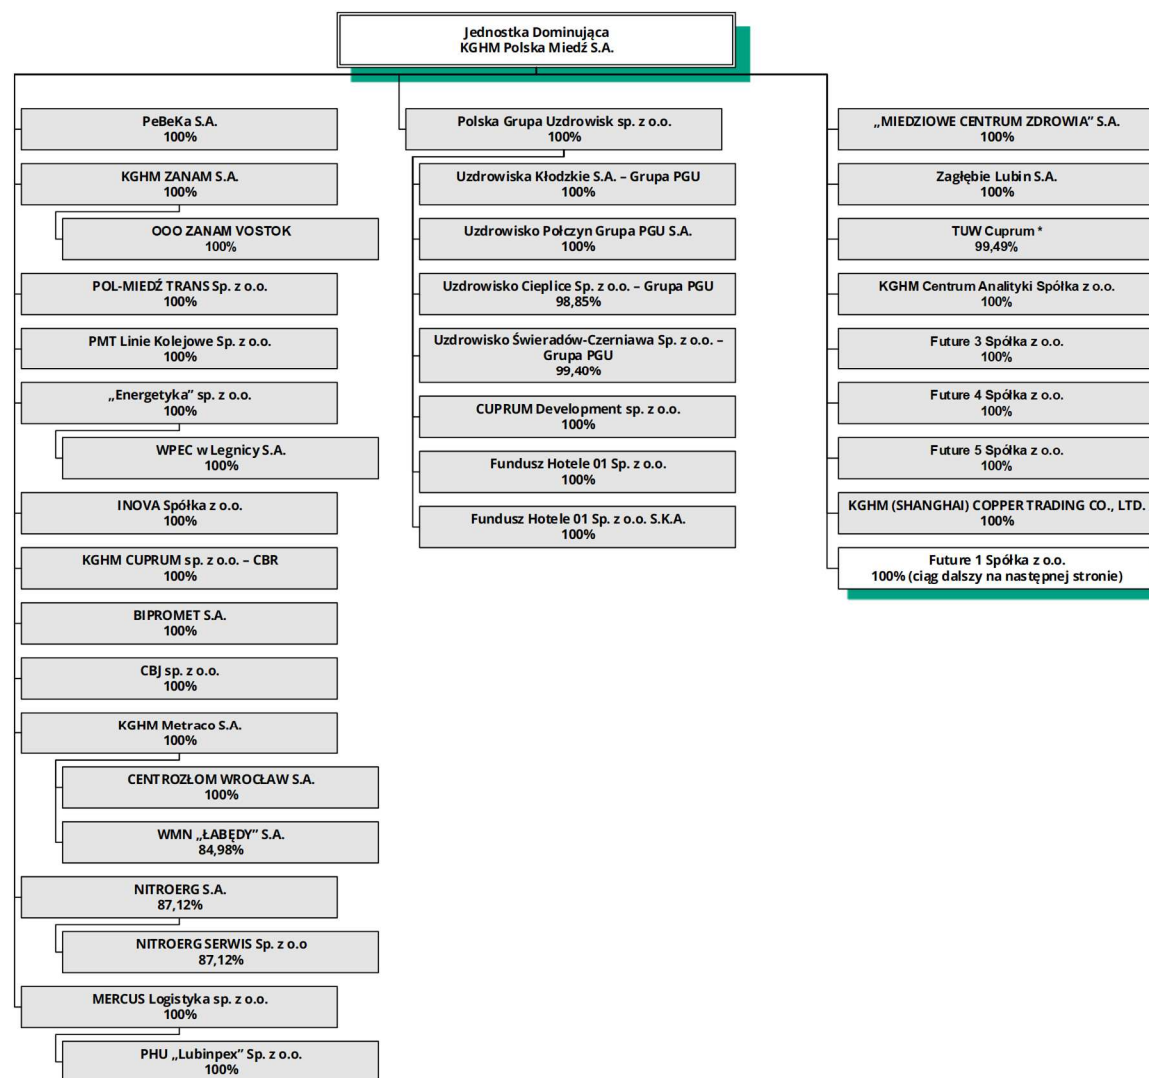 Jednostka Dominująca
KGHM Polska Miedź S.A.
PeBeKa S.A.
100%
KGHM ZANAM S.A.
100%
OOO ZANAM VOSTOK
100%
POL-MIEDŹ TRANS Sp. z o.o.
100%
PMT Linie Kolejowe Sp. z o.o.
100%
„Energetyka” sp. z o.o.
100%
WPEC w Legnicy S.A.
100%
INOVA Spółka z o.o.
100%
KGHM CUPRUM sp. z o.o. – CBR
100%
BIPROMET S.A.
100%
CBJ sp. z o.o.
100%
KGHM Metraco S.A.
100%
CENTROZŁOM WROCŁAW S.A.
100%
WMN „ŁABĘDY” S.A.
84,98%
NITROERG S.A.
87,12%
NITROERG SERWIS Sp. z o.o
87,12%
MERCUS Logistyka sp. z o.o.
100%
PHU „Lubinpex” Sp. z o.o.
100%
Polska Grupa Uzdrowisk sp. z o.o.
100%
Uzdrowiska Kłodzkie S.A. – Grupa PGU
100%
Uzdrowisko Połczyn Grupa PGU S.A.
100%
Uzdrowisko Cieplice Sp. z o.o. – Grupa PGU
98,85%
Uzdrowisko Świeradów-Czerniawa Sp. z o.o. –
Grupa PGU
99,40%
CUPRUM Development sp. z o.o.
100%
Fundusz Hotele 01 Sp. z o.o.
100%
Fundusz Hotele 01 Sp. z o.o. S.K.A.
100%
„MIEDZIOWE CENTRUM ZDROWIA” S.A.
100%
Zagłębie Lubin S.A.
100%
TUW Cuprum *
99,49%
KGHM Centrum Analityki Spółka z o.o.
100%
Future 3 Spółka z o.o.
100%
Future 4 Spółka z o.o.
100%
Future 5 Spółka z o.o.
100%
KGHM (SHANGHAI) COPPER TRADING CO., LTD.
100%
Future 1 Spółka z o.o.
100% (ciąg dalszy na następnej stronie)